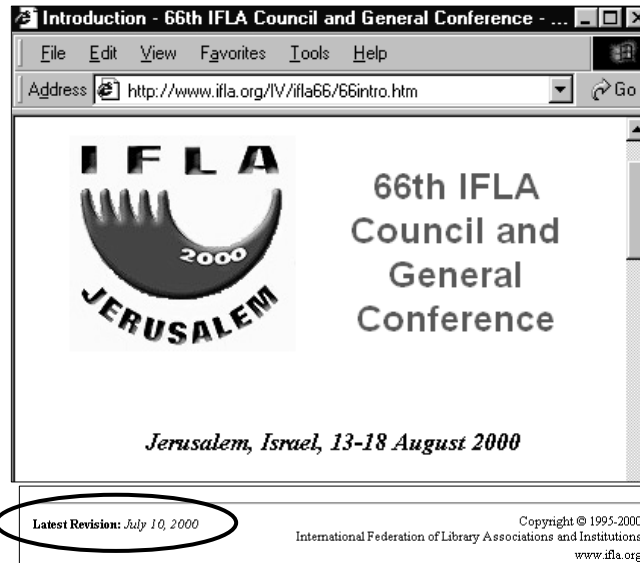 Introduction - 66th IFLA Council and General Conference - ...
File Edit View Favorites Tools Help
Address http://www.ifla.org/IV/ifla66/66intro.htm Go
IFLA
2000
JERUSALEM
66th IFLA
Council and
General
Conference
Jerusalem, Israel, 13-18 August 2000
Latest Revision: July 10, 2000
Copyright © 1995-2000
International Federation of Library Associations and Institutions
www.ifla.org